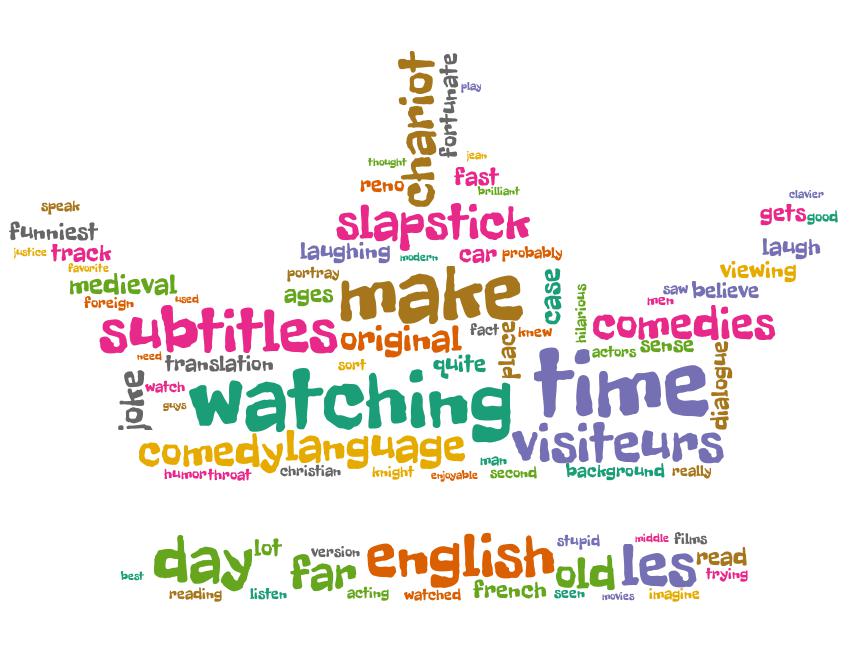 chariot
fortunate
play
thought
jean
reno
fast
brilliant
speak
slapstick
clavier
funniest
gets good
justice track
laughing modern car probably
laugh
favorite
portray
viewing
medieval
ages make case
saw believe
foreign used
hilarious
men
subtitles original fact place knew
comedies
need translation sort quite
actors sense
joke watch
watching time
dialogue
guys
comedy language visiteurs
humor throat christian knight enjoyable man second background really
day lot version english stupid middle films
best far old les read
trying
reading listen acting watched french seen movies imagine